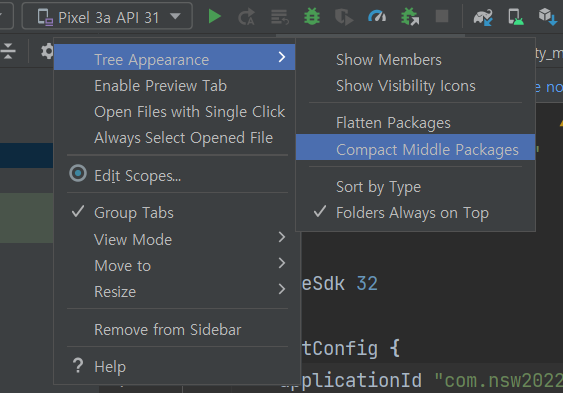 Pixel 3a API 31
Tree Appearance
Enable Preview Tab
Open Files with Single Click
Always Select Opened File
Edit Scopes...
Group Tabs
View Mode
Move to
Resize
Remove from Sidebar
? Help
Show Members
Show Visibility Icons
Flatten Packages
Compact Middle Packages
Sort by Type
Folders Always on Top
ty_m
e no
"
eSdk 32
tConfig {
applicationId "com.nsw2022